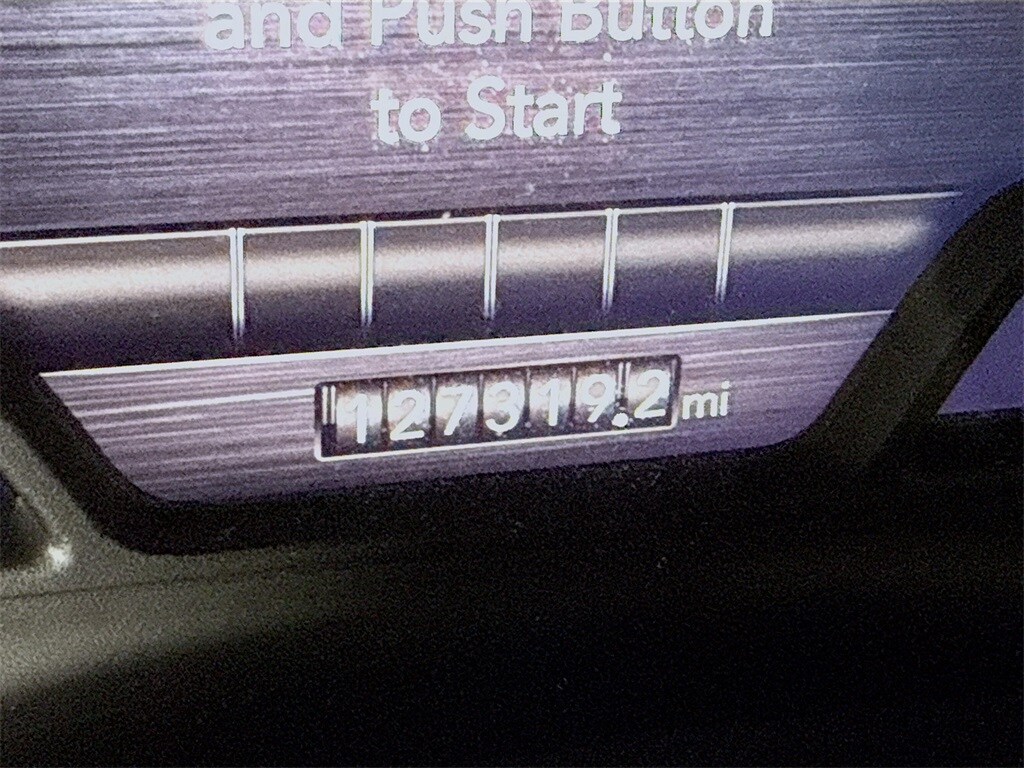 and Push Button
to Start
127319.2 mi